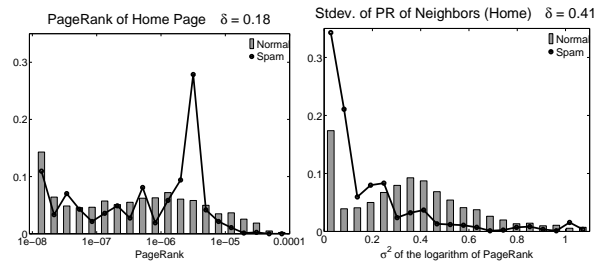 PageRank of Home Page δ = 0.18
Normal
Spam
0.3
0.2
0.1
0
1e−08 1e−07 1e−06 1e−05 0.0001
PageRank
Stdev. of PR of Neighbors (Home) δ = 0.41
Normal
Spam
0.3
0.2
0.1
0
0 0.2 0.4 0.6 0.8 1
σ² of the logarithm of PageRank